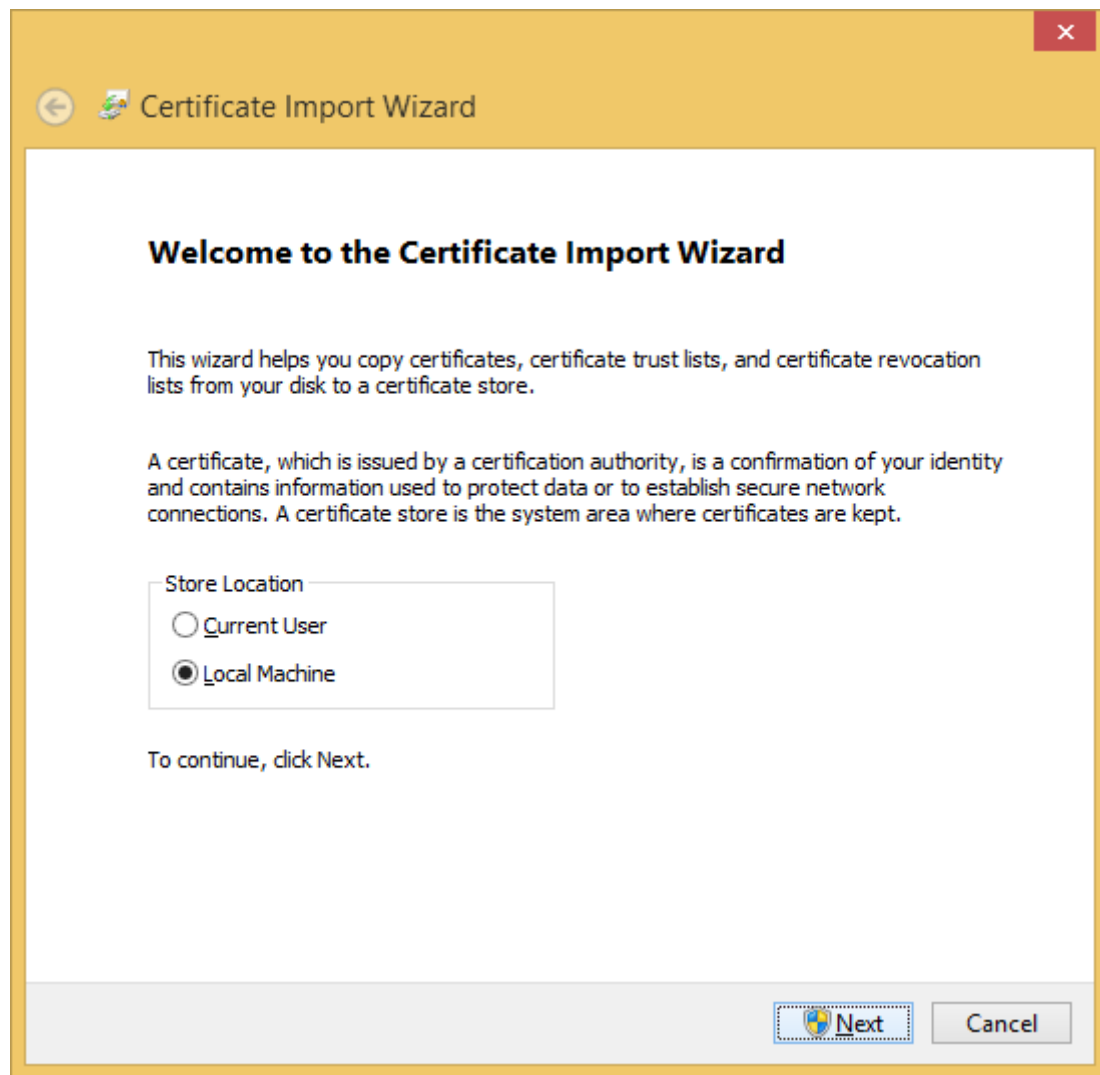 Certificate Import Wizard
Welcome to the Certificate Import Wizard
This wizard helps you copy certificates, certificate trust lists, and certificate revocation
lists from your disk to a certificate store.
A certificate, which is issued by a certification authority, is a confirmation of your identity
and contains information used to protect data or to establish secure network
connections. A certificate store is the system area where certificates are kept.
Store Location
Current User
Local Machine
To continue, click Next.
Next Cancel